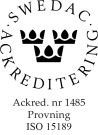 SWEDAC
ACKREDITERING
Ackred. nr 1485
Provning
ISO 15189